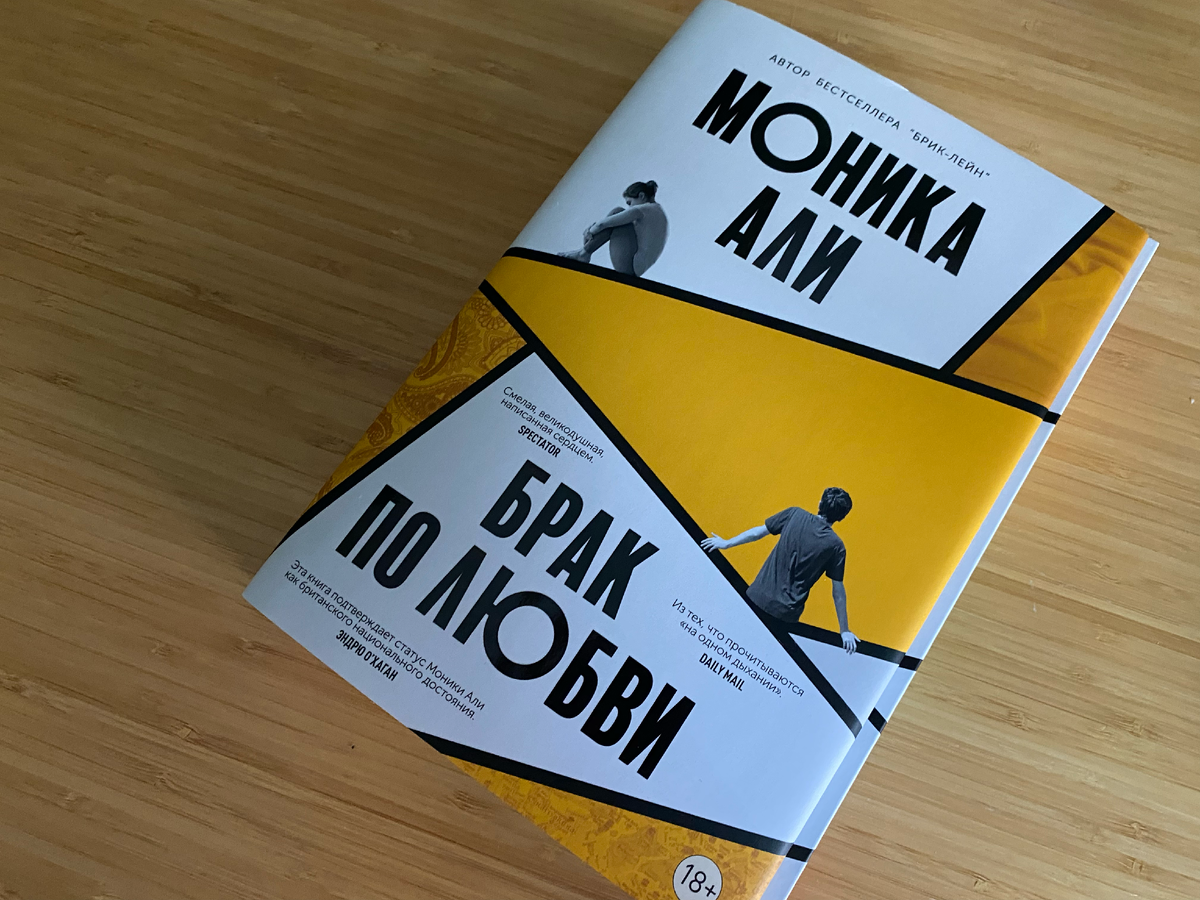 АВТОР БЕСТСЕЛЛЕРА "БРИК-ЛЕЙН"
МОНИКА
АЛИ
Смелая, великодушная,
написанная сердцем.
SPECTATOR
БРАК
ПО ЛЮБВИ
Эта книга подтверждает статус Моники Али
как британского национального достояния.
ЭНДРЮ О'ХАГАН
Из тех, что прочитываются
«на одном дыхании».
DAILY MAIL
18+